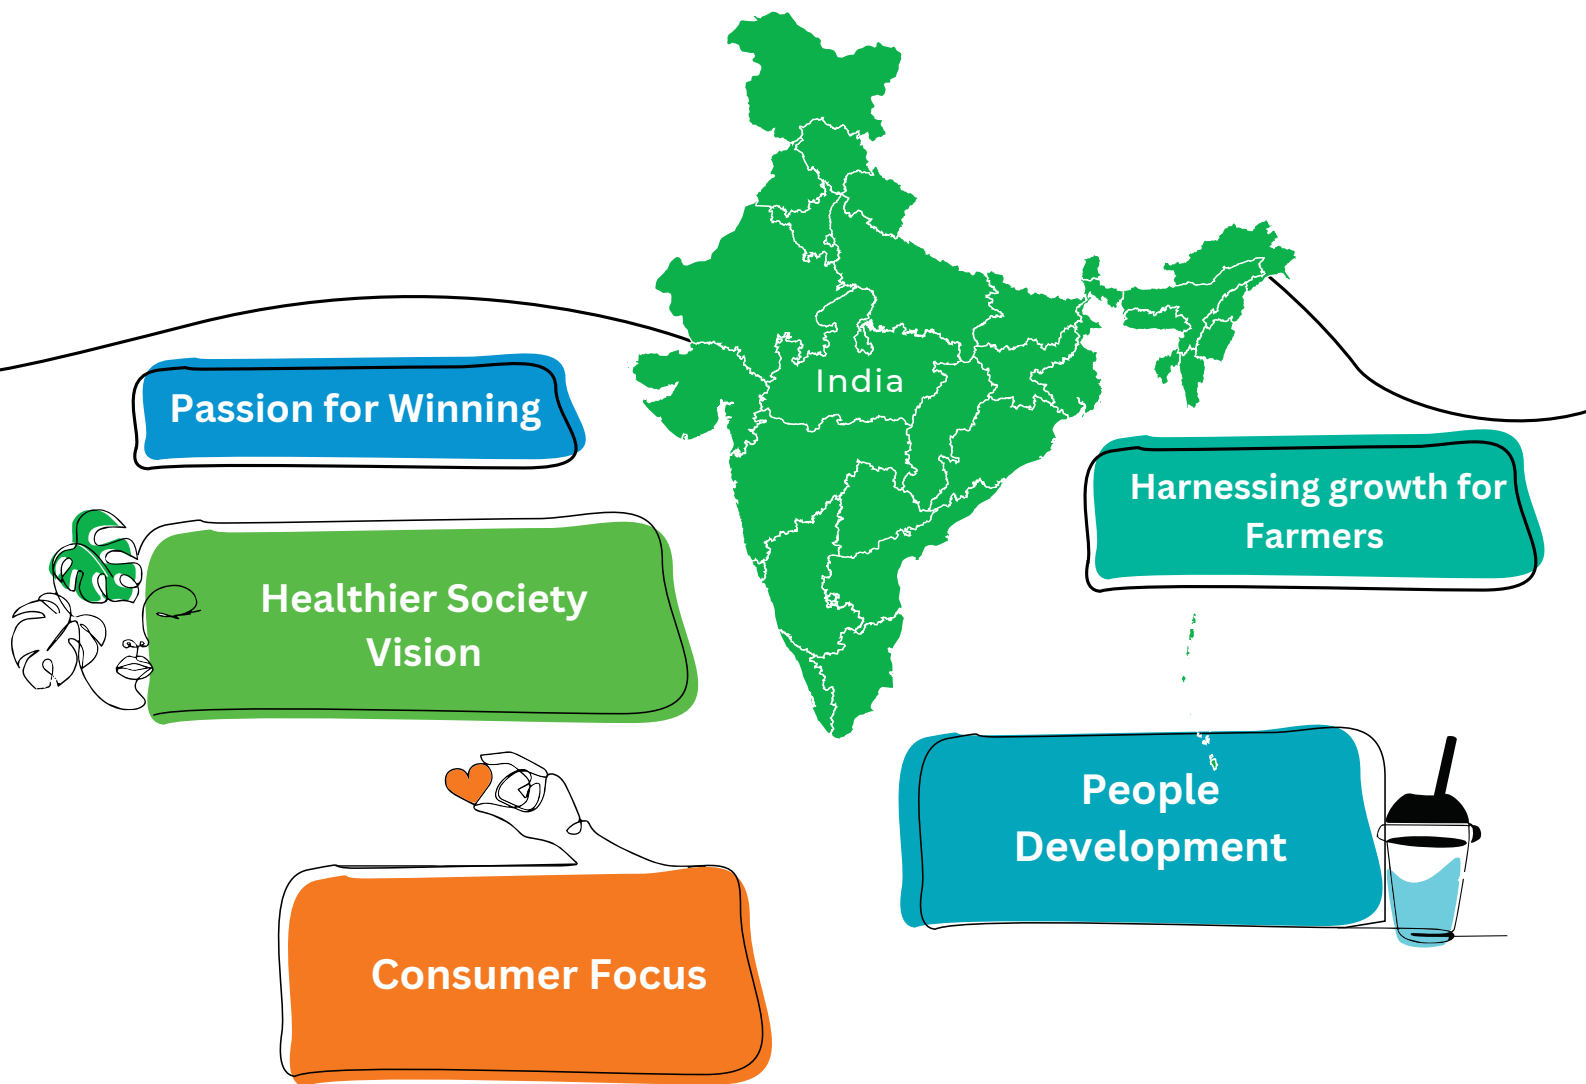 India
Passion for Winning
Harnessing growth for
Farmers
Healthier Society
Vision
People
Development
Consumer Focus